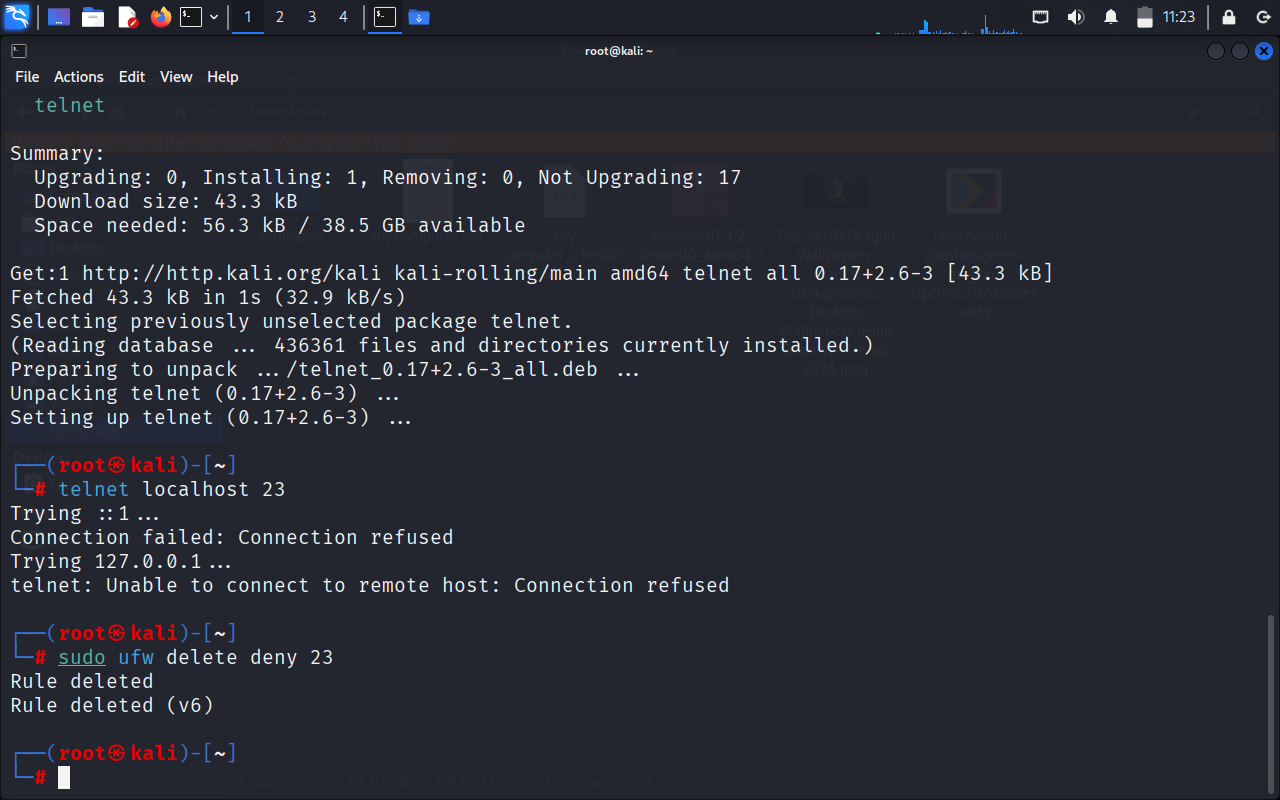 1 2 3 4 11:23
root@kali: ~
File Actions Edit View Help
telnet
Summary:
Upgrading: 0, Installing: 1, Removing: 0, Not Upgrading: 17
Download size: 43.3 kB
Space needed: 56.3 kB / 38.5 GB available
Get:1 http://http.kali.org/kali kali-rolling/main amd64 telnet all 0.17+2.6-3 [43.3 kB]
Fetched 43.3 kB in 1s (32.9 kB/s)
Selecting previously unselected package telnet.
(Reading database ... 436361 files and directories currently installed.)
Preparing to unpack .../telnet_0.17+2.6-3_all.deb ...
Unpacking telnet (0.17+2.6-3) ...
Setting up telnet (0.17+2.6-3) ...
┌──(root㉿kali)-[~]
└─# telnet localhost 23
Trying ::1...
Connection failed: Connection refused
Trying 127.0.0.1...
telnet: Unable to connect to remote host: Connection refused
┌──(root㉿kali)-[~]
└─# sudo ufw delete deny 23
Rule deleted
Rule deleted (v6)
┌──(root㉿kali)-[~]
└─#